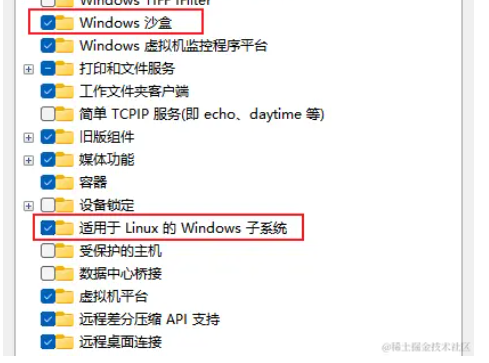 Windows TIFF IFilter
Windows 沙盒
Windows 虚拟机监控程序平台
打印和文件服务
工作文件夹客户端
简单 TCPIP 服务(即 echo、daytime 等)
旧版组件
媒体功能
容器
设备锁定
适用于 Linux 的 Windows 子系统
受保护的主机
数据中心桥接
虚拟机平台
远程差分压缩 API 支持
远程桌面连接
@稀土掘金技术社区